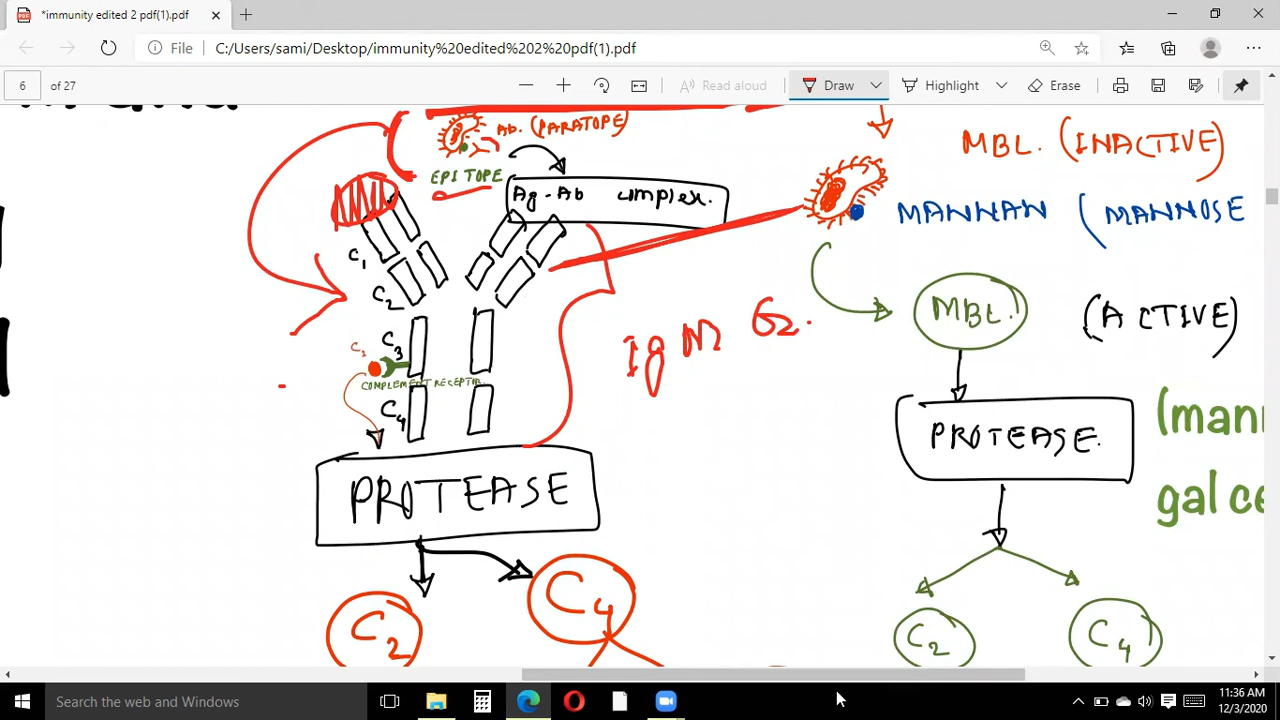 *immunity edited 2 pdf(1).pdf
File
C:/Users/sami/Desktop/immunity%20edited%202%20pdf(1).pdf
6 of 27
Read aloud
Draw
Highlight
Erase
Ab. (PARATOPE)
EPITOPE
Ag-Ab complex.
C1
C2
C3
C4
COMPLEMENT RECEPTOR.
IgM G2.
PROTEASE
C2
C4
MBL. (INACTIVE)
MANNAN (MANNOSE
MBL. (ACTIVE)
PROTEASE.
(mann
gal ce
C2
C4
Search the web and Windows
11:36 AM
12/3/2020